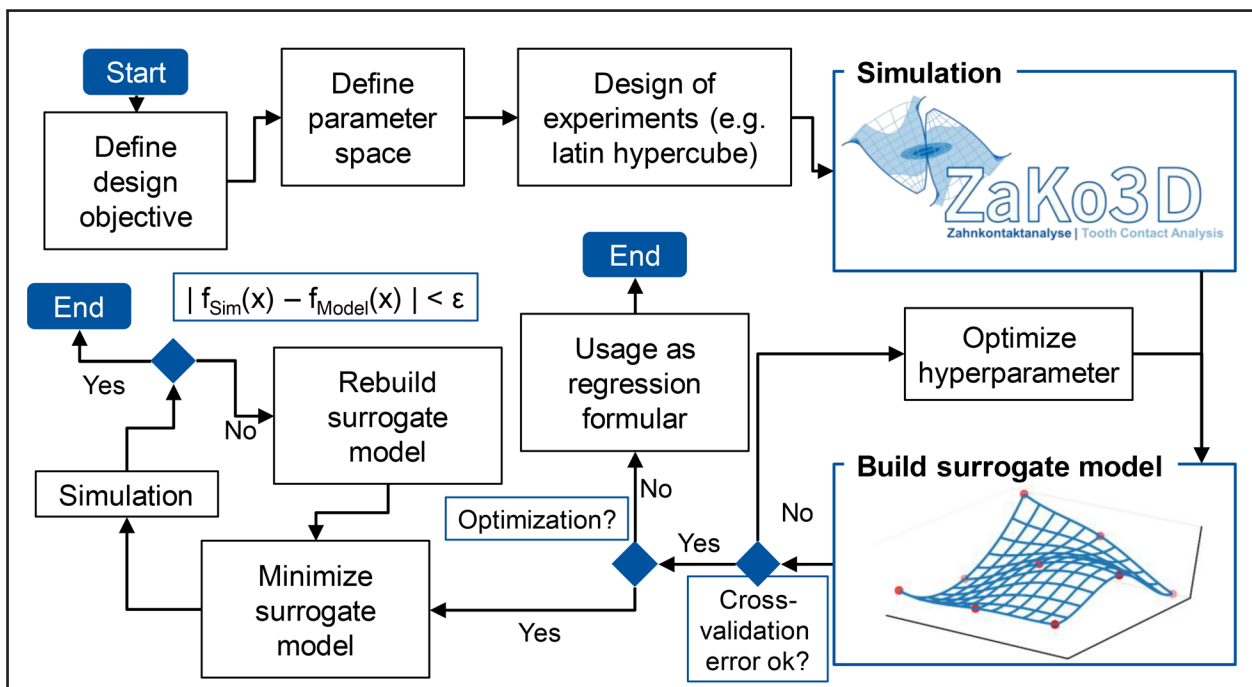 Start
Define
design
objective
Define
parameter
space
Design of
experiments (e.g.
latin hypercube)
Simulation
ZaKo3D
Zahnkontaktanalyse | Tooth Contact Analysis
End
| f_Sim(x) – f_Model(x) | < ε
End
Yes
No
Rebuild
surrogate
model
Simulation
Minimize
surrogate
model
Usage as
regression
formular
No
Optimization?
Yes
Yes
Optimize
hyperparameter
No
Cross-
validation
error ok?
Build surrogate model